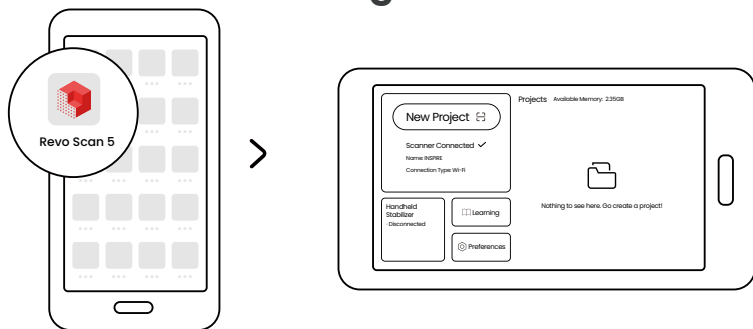 Revo Scan 5
New Project
Scanner Connected
Name: INSPIRE
Connection Type: Wi-Fi
Handheld
Stabilizer
· Disconnected
Learning
Preferences
Projects Available Memory: 2.35GB
Nothing to see here. Go create a project!